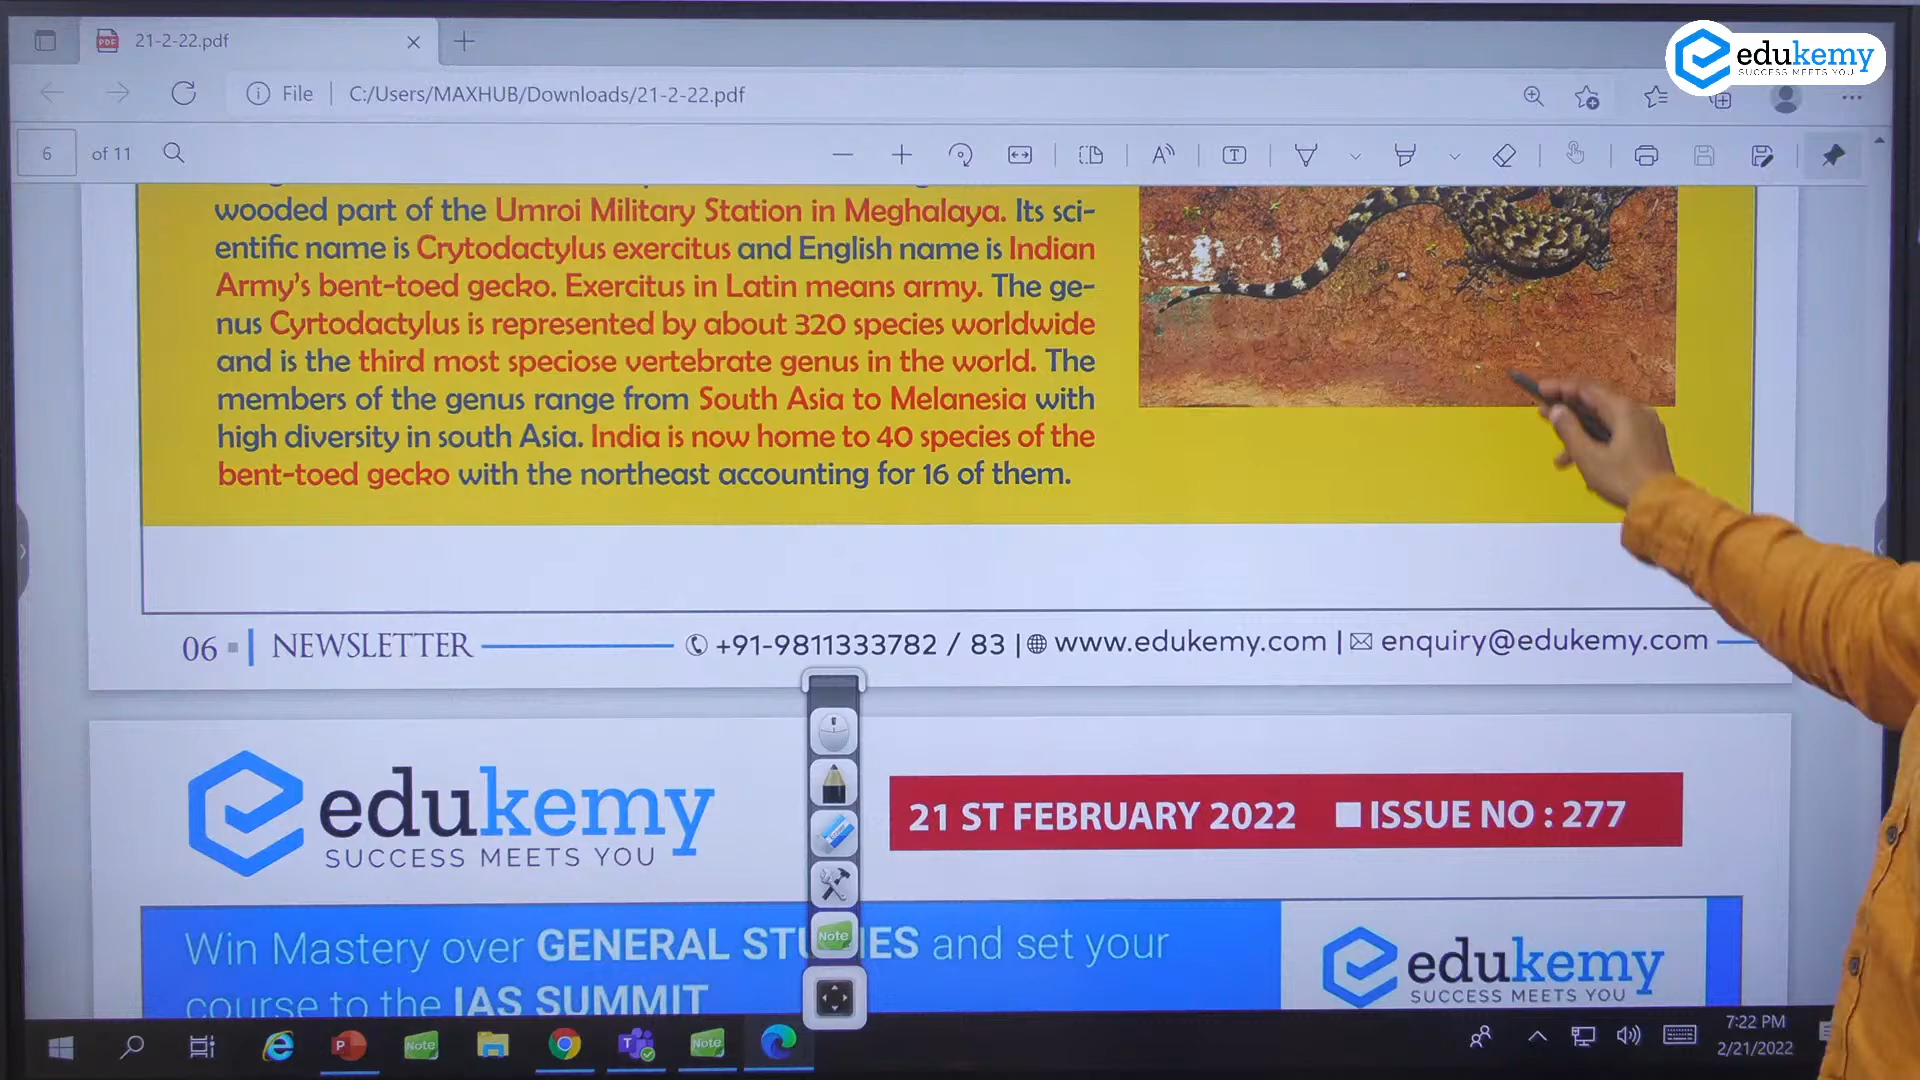 21-2-22.pdf
edukemy
SUCCESS MEETS YOU
File
C:/Users/MAXHUB/Downloads/21-2-22.pdf
6 of 11
wooded part of the Umroi Military Station in Meghalaya. Its sci-
entific name is Crytodactylus exercitus and English name is Indian
Army's bent-toed gecko. Exercitus in Latin means army. The ge-
nus Cyrtodactylus is represented by about 320 species worldwide
and is the third most speciose vertebrate genus in the world. The
members of the genus range from South Asia to Melanesia with
high diversity in south Asia. India is now home to 40 species of the
bent-toed gecko with the northeast accounting for 16 of them.
06 NEWSLETTER +91-9811333782 / 83 | www.edukemy.com | enquiry@edukemy.com
edukemy
SUCCESS MEETS YOU
21 ST FEBRUARY 2022 ISSUE NO : 277
Win Mastery over GENERAL STUDIES and set your
course to the IAS SUMMIT
edukemy
SUCCESS MEETS YOU
Note
Note
Note
7:22 PM
2/21/2022